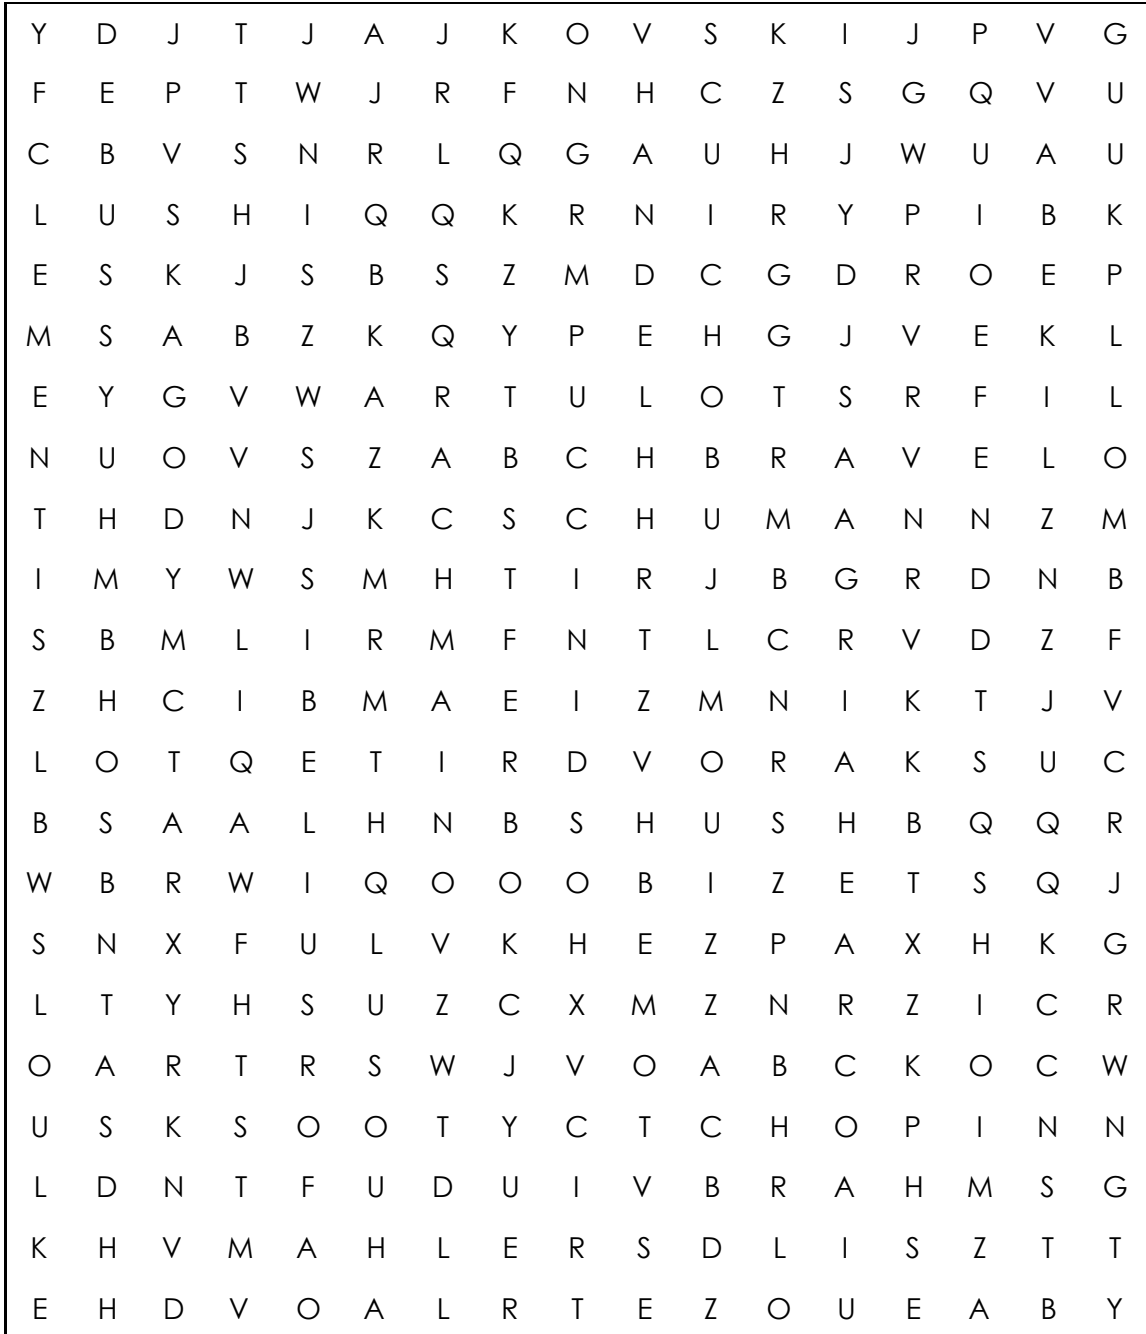 Y D J T J A J K O V S K I J P V G
F E P T W J R F N H C Z S G Q V U
C B V S N R L Q G A U H J W U A U
L U S H I Q Q K R N I R Y P I B K
E S K J S B S Z M D C G D R O E P
M S A B Z K Q Y P E H G J V E K L
E Y G V W A R T U L O T S R F I L
N U O V S Z A B C H B R A V E L O
T H D N J K C S C H U M A N N Z M
I M Y W S M H T I R J B G R D N B
S B M L I R M F N T L C R V D Z F
Z H C I B M A E I Z M N I K T J V
L O T Q E T I R D V O R A K S U C
B S A A L H N B S H U S H B Q Q R
W B R W I Q O O O B I Z E T S Q J
S N X F U L V K H E Z P A X H K G
L T Y H S U Z C X M Z N R Z I C R
O A R T R S W J V O A B C K O C W
U S K S O O T Y C T C H O P I N N
L D N T F U D U I V B R A H M S G
K H V M A H L E R S D L I S Z T T
E H D V O A L R T E Z O U E A B Y